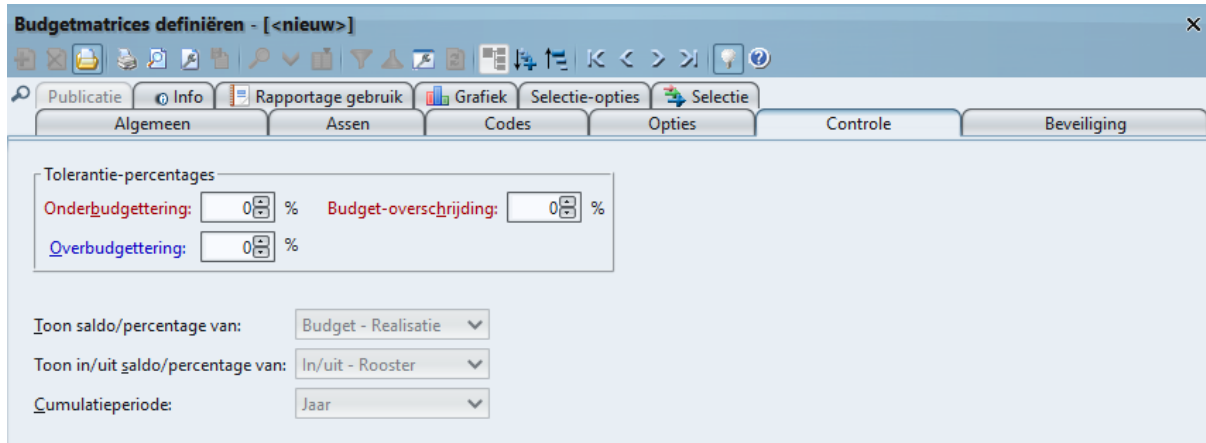 Budgetmatrices definiëren - [<nieuw>]
Publicatie Info Rapportage gebruik Grafiek Selectie-opties Selectie
Algemeen Assen Codes Opties Controle Beveiliging
Tolerantie-percentages
Onderbudgettering: 0 % Budget-overschrijding: 0 %
Overbudgettering: 0 %
Toon saldo/percentage van: Budget - Realisatie
Toon in/uit saldo/percentage van: In/uit - Rooster
Cumulatieperiode: Jaar